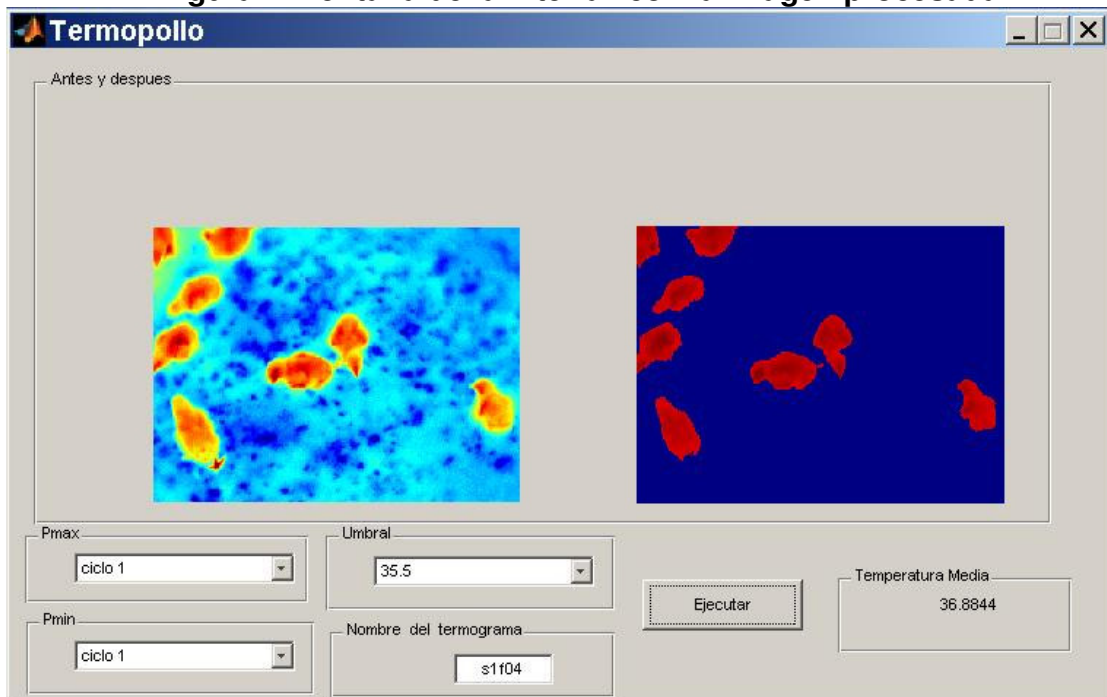 Termopollo
Antes y despues
Pmax
ciclo 1
Umbral
35.5
Pmin
ciclo 1
Nombre del termograma
s1f04
Ejecutar
Temperatura Media
36.8844